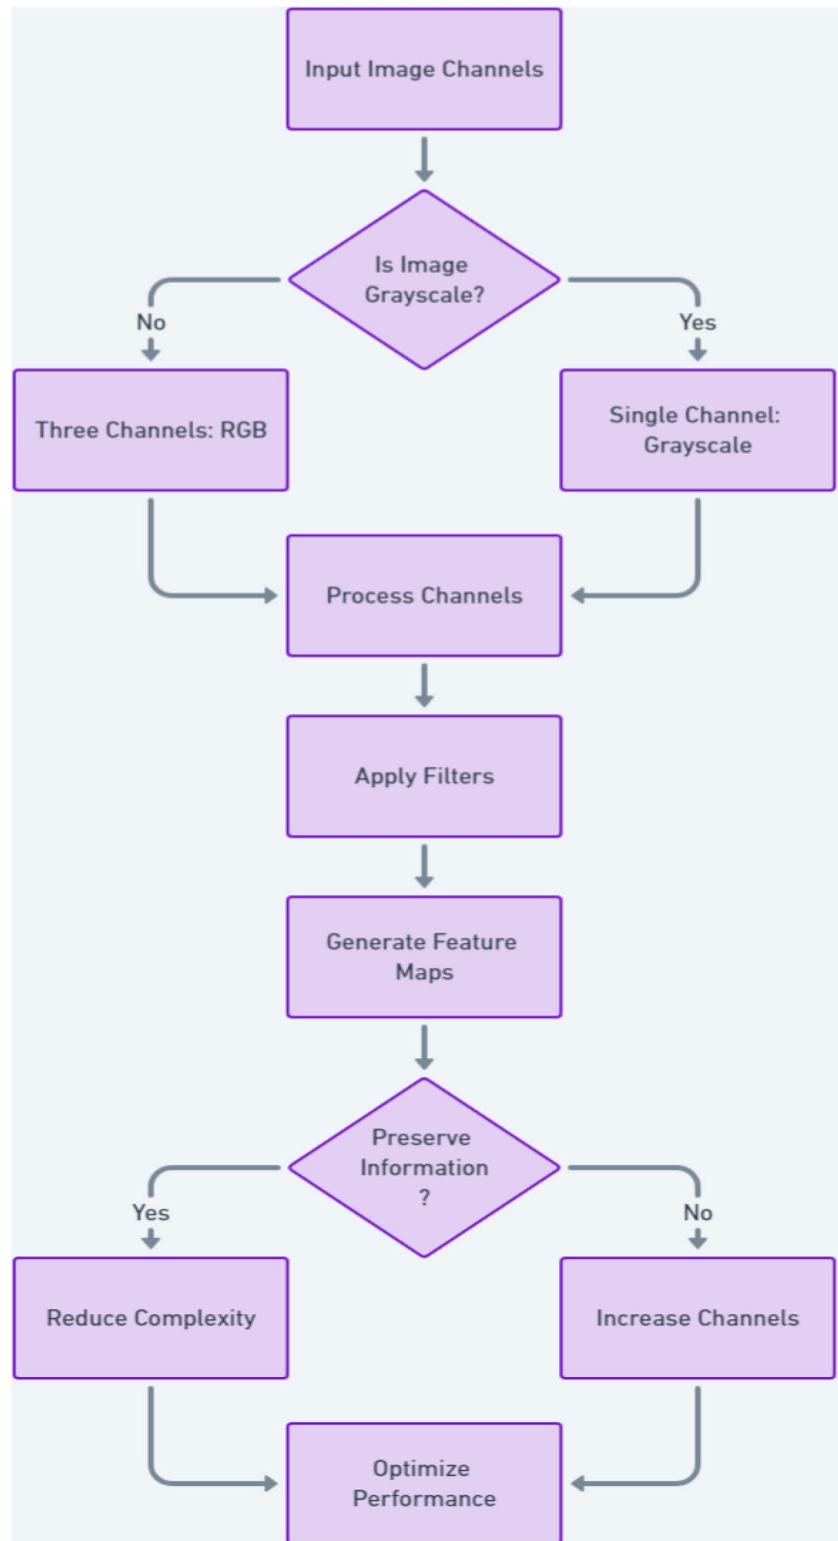 Input Image Channels
Is Image
Grayscale?
No
Yes
Three Channels: RGB
Single Channel:
Grayscale
Process Channels
Apply Filters
Generate Feature
Maps
Preserve
Information
?
Yes
No
Reduce Complexity
Increase Channels
Optimize
Performance